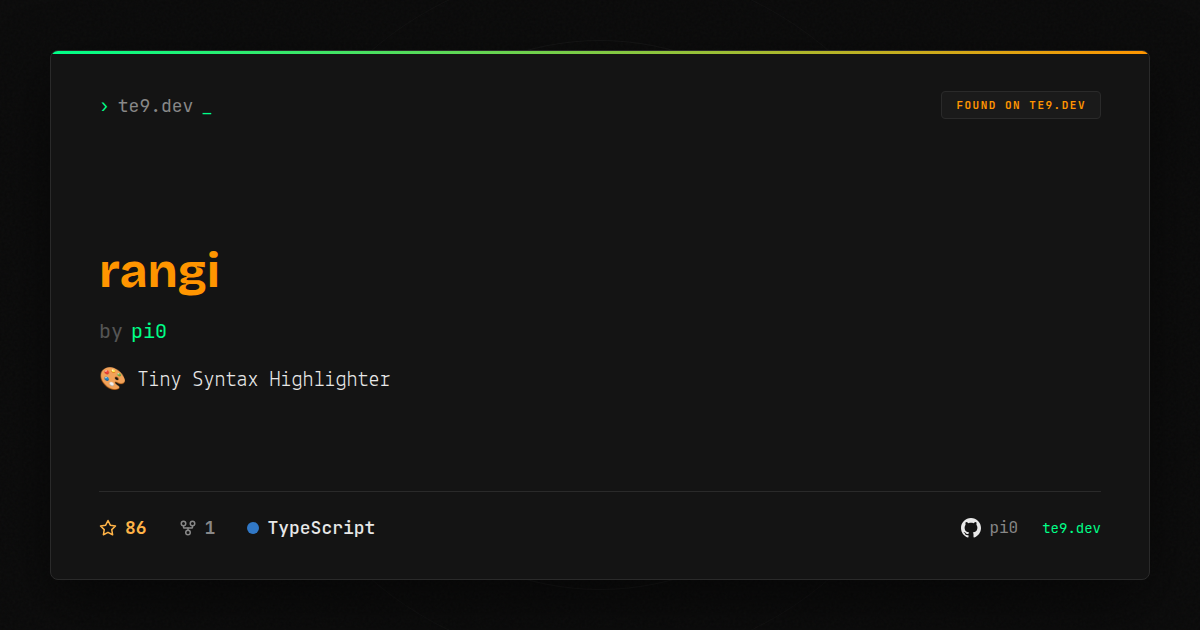 › te9.dev _
FOUND ON TE9.DEV
rangi
by pi0
🎨 Tiny Syntax Highlighter
86
1
TypeScript
pi0
te9.dev